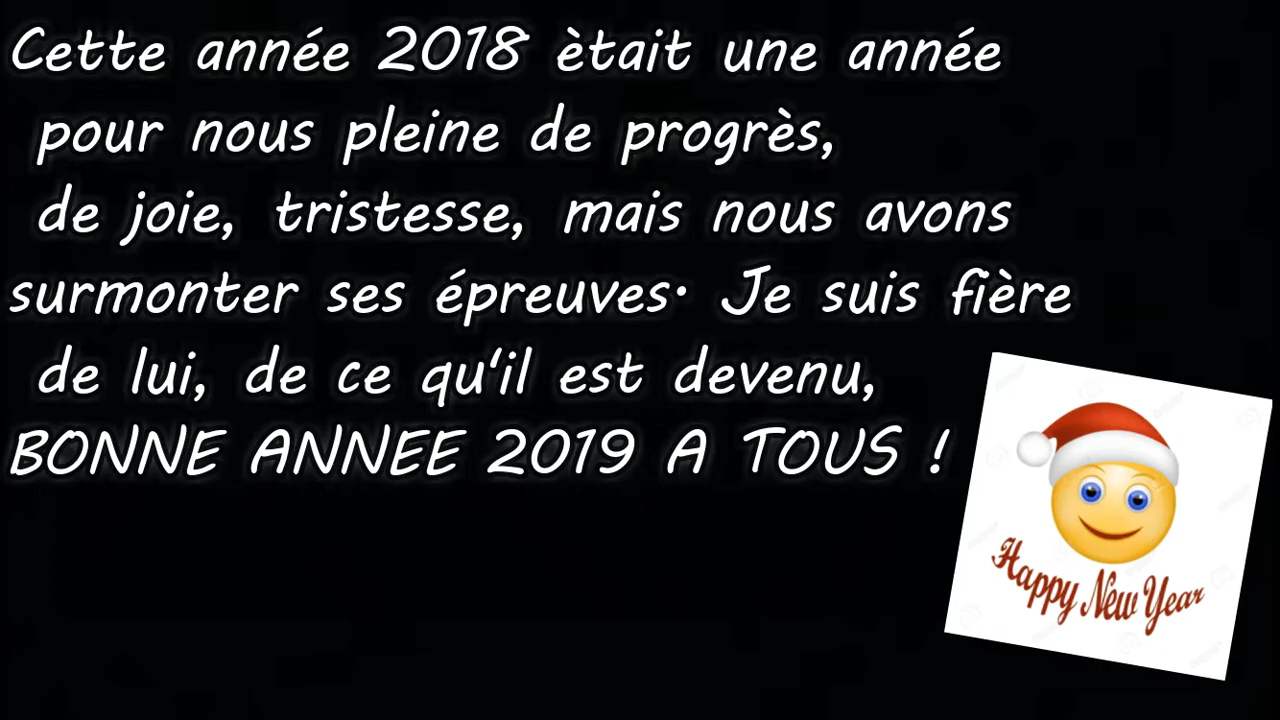 Cette année 2018 ètait une année
pour nous pleine de progrès,
de joie, tristesse, mais nous avons
surmonter ses épreuves. Je suis fière
de lui, de ce qu'il est devenu,
BONNE ANNEE 2019 A TOUS !
Happy New Year